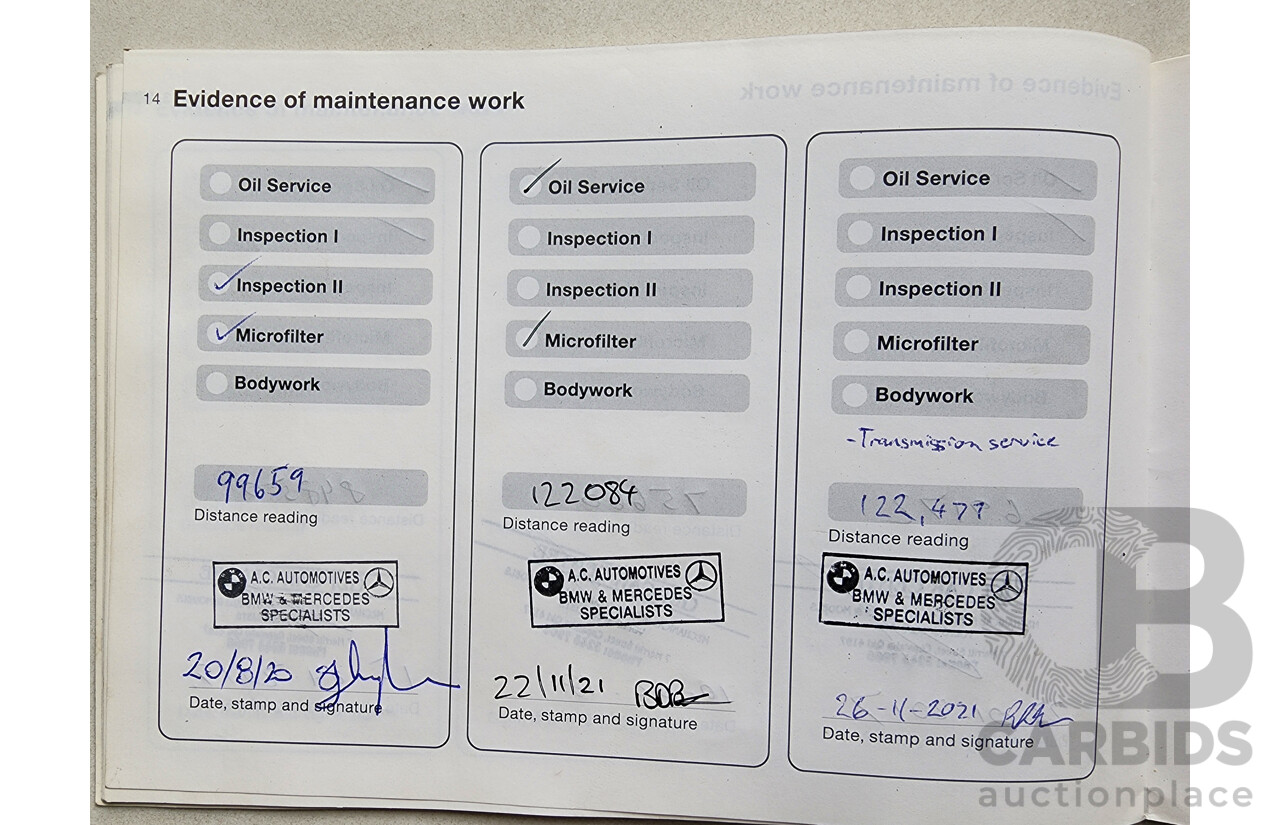 14 Evidence of maintenance work
Oil Service
Inspection I
Inspection II
Microfilter
Bodywork
99659
Distance reading
A.C. AUTOMOTIVES
BMW & MERCEDES
SPECIALISTS
20/8/20
Date, stamp and signature
Oil Service
Inspection I
Inspection II
Microfilter
Bodywork
122084
Distance reading
A.C. AUTOMOTIVES
BMW & MERCEDES
SPECIALISTS
22/11/21
Date, stamp and signature
Oil Service
Inspection I
Inspection II
Microfilter
Bodywork
-Transmission service
122,477
Distance reading
A.C. AUTOMOTIVES
BMW & MERCEDES
SPECIALISTS
26-11-2021
Date, stamp and signature
CARBIDS
auctionplace